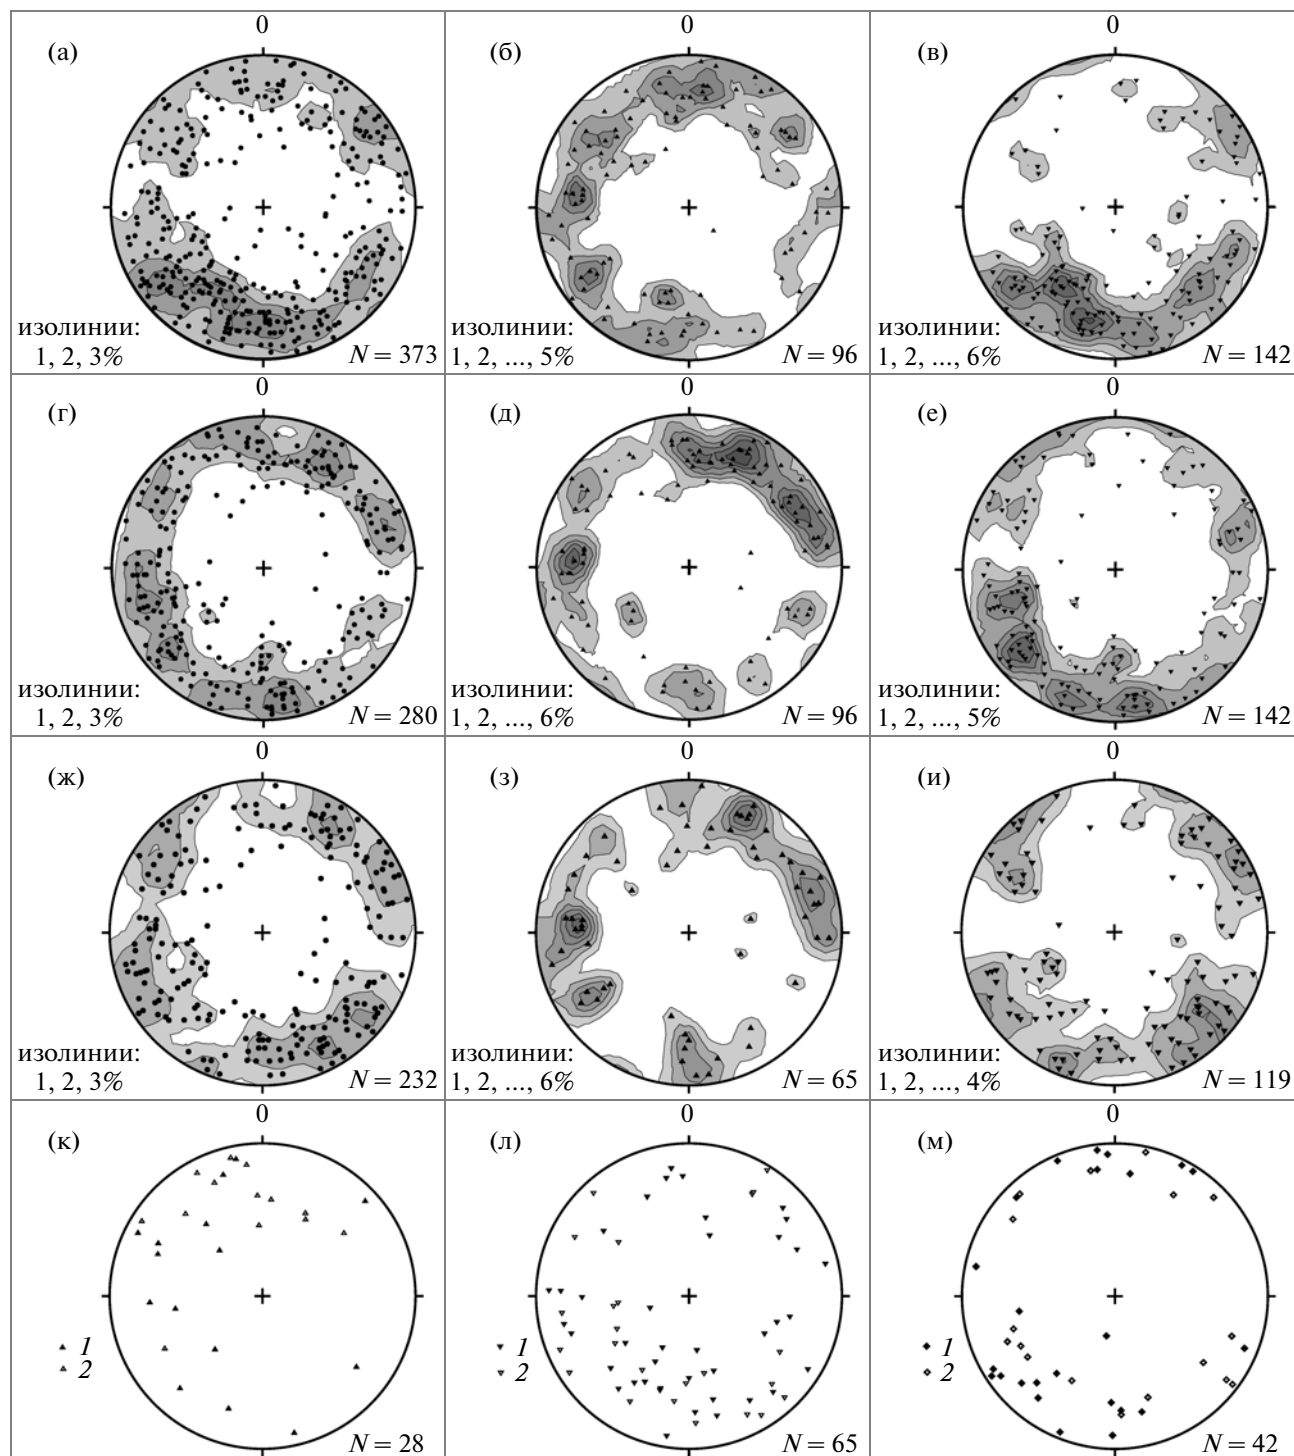 0
(а)
изолинии:
1, 2, 3%
N = 373
0
(б)
изолинии:
1, 2, ..., 5%
N = 96
0
(в)
изолинии:
1, 2, ..., 6%
N = 142
0
(г)
изолинии:
1, 2, 3%
N = 280
0
(д)
изолинии:
1, 2, ..., 6%
N = 96
0
(е)
изолинии:
1, 2, ..., 5%
N = 142
0
(ж)
изолинии:
1, 2, 3%
N = 232
0
(з)
изолинии:
1, 2, ..., 6%
N = 65
0
(и)
изолинии:
1, 2, ..., 4%
N = 119
0
(к)
1
2
N = 28
0
(л)
1
2
N = 65
0
(м)
1
2
N = 42